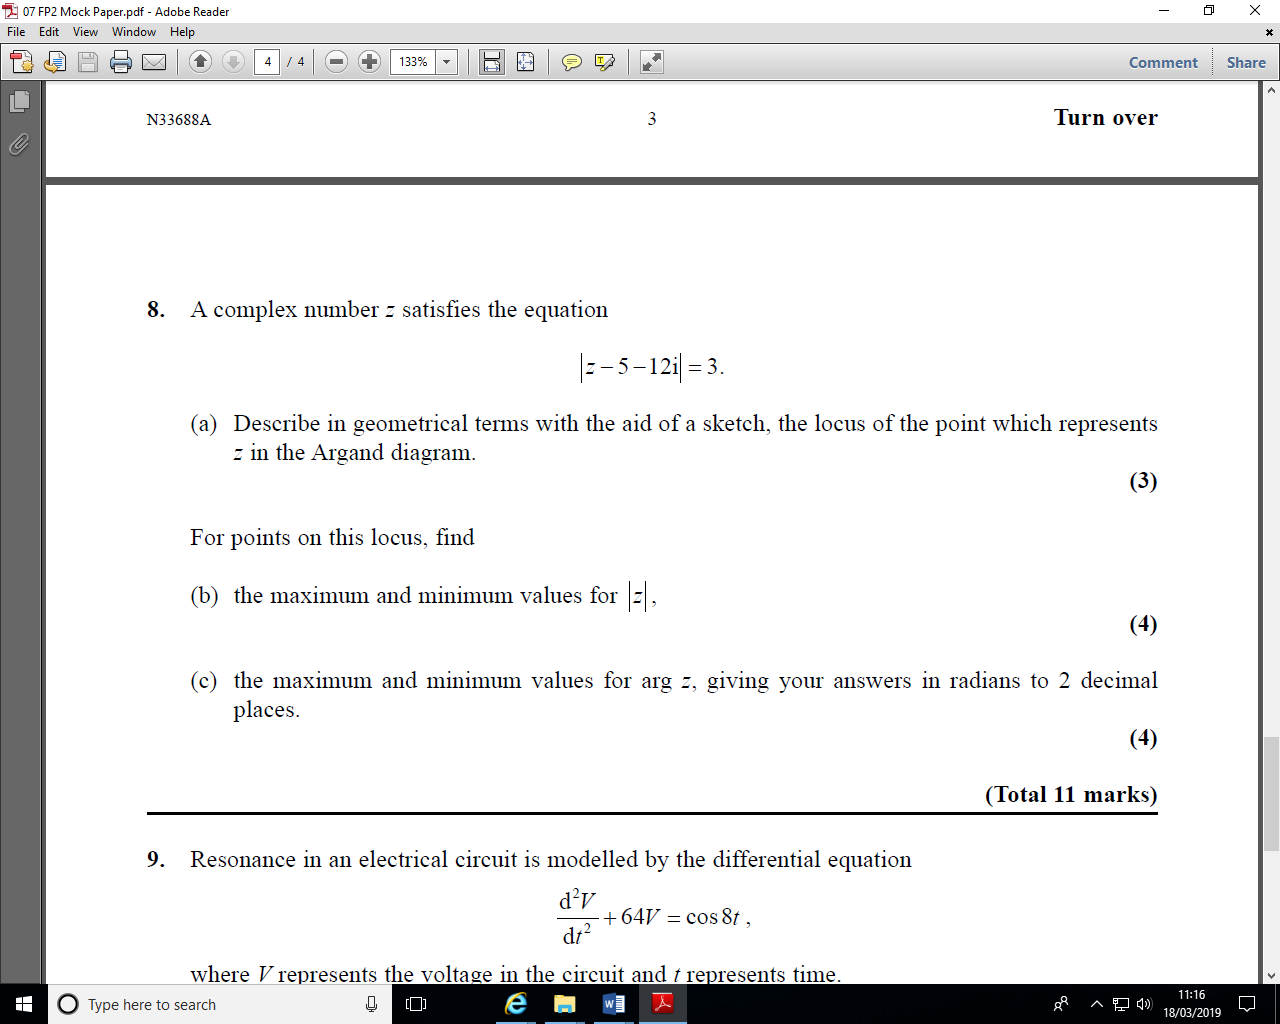 07 FP2 Mock Paper.pdf - Adobe Reader
File Edit View Window Help
4 / 4 133% Comment Share
N33688A 3 Turn over
8. A complex number z satisfies the equation
|z − 5 − 12i| = 3.
(a) Describe in geometrical terms with the aid of a sketch, the locus of the point which represents
z in the Argand diagram.
(3)
For points on this locus, find
(b) the maximum and minimum values for |z|,
(4)
(c) the maximum and minimum values for arg z, giving your answers in radians to 2 decimal
places.
(4)
(Total 11 marks)
9. Resonance in an electrical circuit is modelled by the differential equation
d²V/dt² + 64V = cos 8t ,
where V represents the voltage in the circuit and t represents time.
Type here to search
11:16
18/03/2019